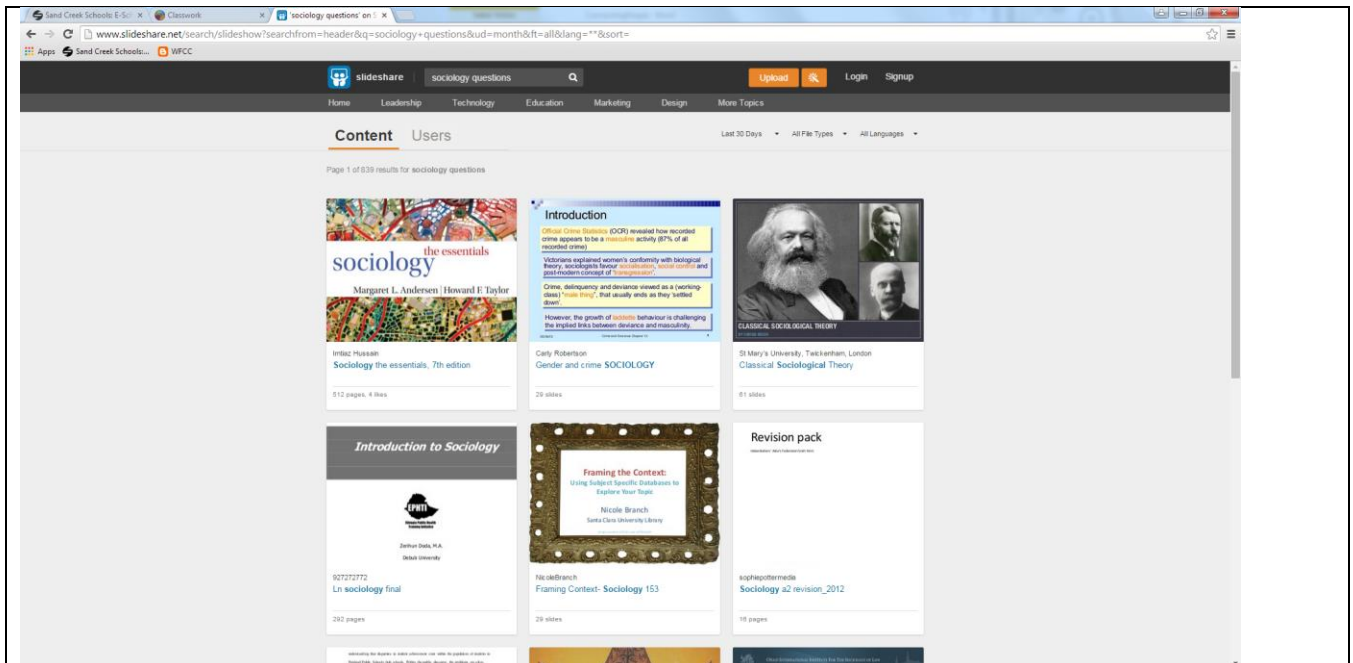 Sand Creek Schools: E-Sch
Classwork
'sociology questions' on S
www.slideshare.net/search/slideshow?searchfrom=header&q=sociology+questions&ud=month&ft=all&lang=**&sort=
Apps Sand Creek Schools:... WFCC
slideshare sociology questions Upload Login Signup
Home Leadership Technology Education Marketing Design More Topics
Content Users Last 30 Days All File Types All Languages
Page 1 of 839 results for sociology questions
sociology the essentials
Margaret L. Andersen | Howard F. Taylor
Imtiaz Hussain
Sociology the essentials, 7th edition
512 pages, 4 likes
Introduction
Official Crime Statistics (OCR) revealed how recorded
crime appears to be a masculine activity (87% of all
recorded crime)
Victorians explained women's conformity with biological
theory, sociologists favour socialisation, social control and
post-modern concept of 'transgression'.
Crime, delinquency and deviance viewed as a (working-
class) "male thing", that usually ends as they 'settled
down'.
However, the growth of laddette behaviour is challenging
the implied links between deviance and masculinity.
Carly Robertson
Gender and crime SOCIOLOGY
29 slides
CLASSICAL SOCIOLOGICAL THEORY
St Mary's University, Twickenham, London
Classical Sociological Theory
61 slides
Introduction to Sociology
EPHTI
Zerihun Dada, M.A.
Debub University
927272772
Ln sociology final
292 pages
Framing the Context:
Using Subject Specific Databases to
Explore Your Topic
Nicole Branch
Santa Clara University Library
NicoleBranch
Framing Context- Sociology 153
29 slides
Revision pack
sophiepottermedia
Sociology a2 revision_2012
16 pages